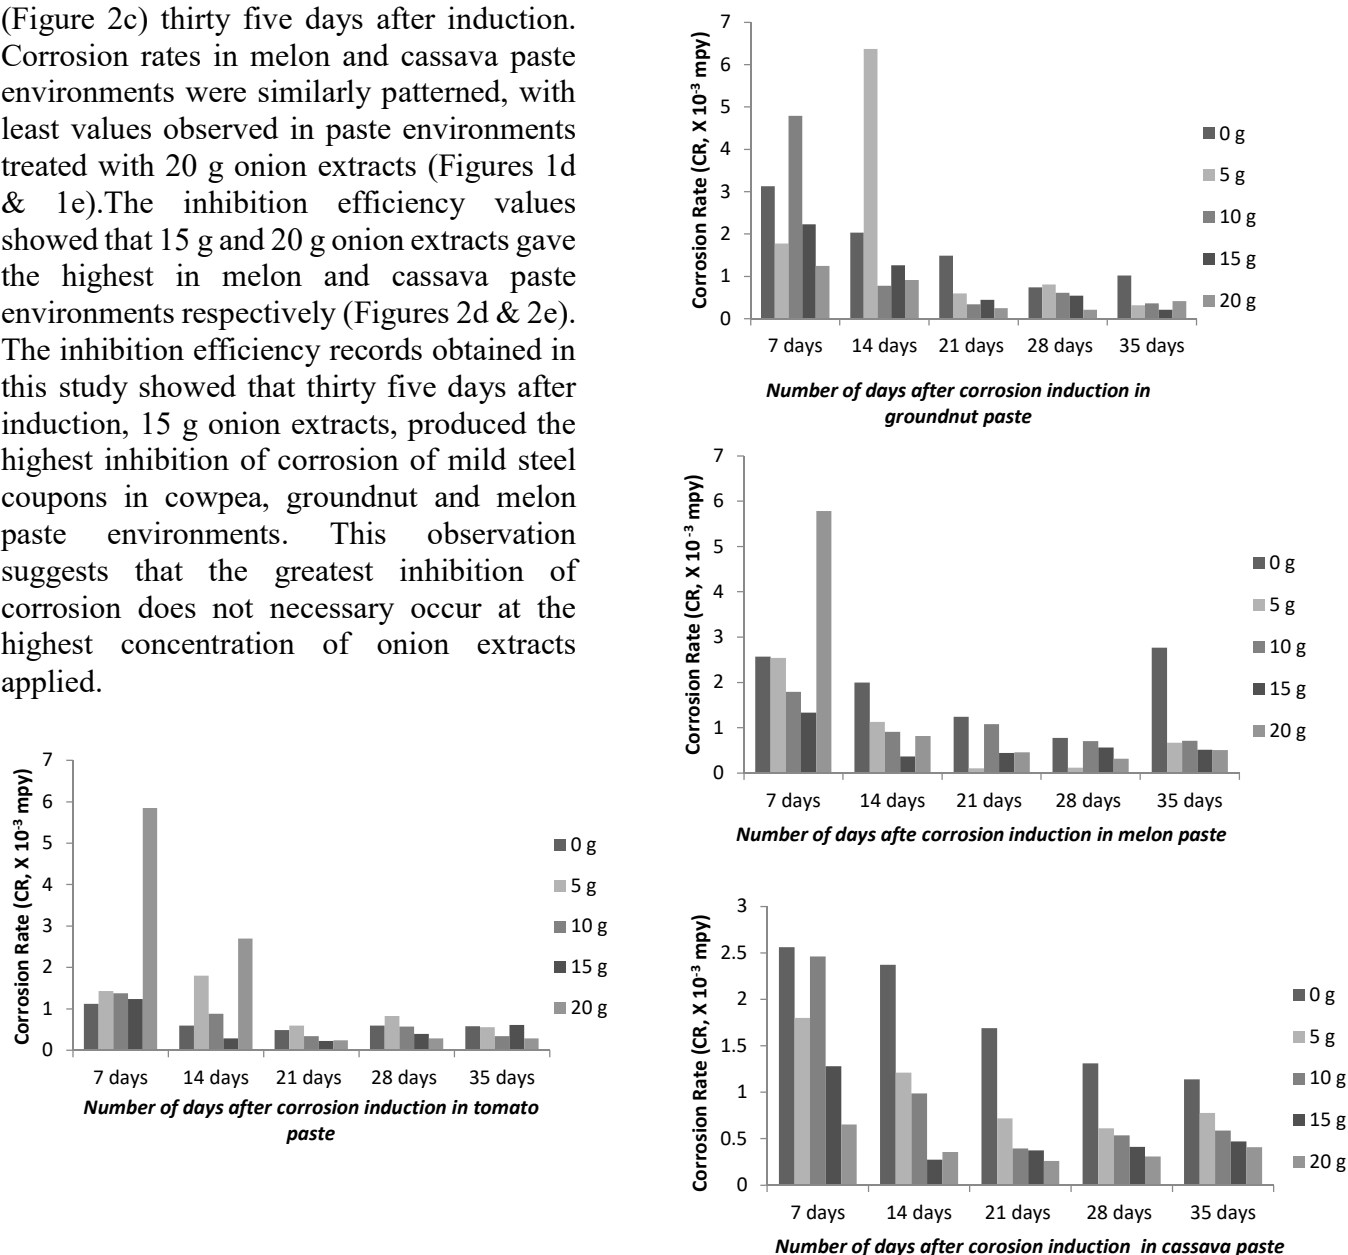 (Figure 2c) thirty five days after induction.
Corrosion rates in melon and cassava paste
environments were similarly patterned, with
least values observed in paste environments
treated with 20 g onion extracts (Figures 1d
& 1e).The inhibition efficiency values
showed that 15 g and 20 g onion extracts gave
the highest in melon and cassava paste
environments respectively (Figures 2d & 2e).
The inhibition efficiency records obtained in
this study showed that thirty five days after
induction, 15 g onion extracts, produced the
highest inhibition of corrosion of mild steel
coupons in cowpea, groundnut and melon
paste environments. This observation
suggests that the greatest inhibition of
corrosion does not necessary occur at the
highest concentration of onion extracts
applied.
Corrosion Rate (CR, X 10-3 mpy)
7
6
5
4
3
2
1
0
7 days 14 days 21 days 28 days 35 days
0 g
5 g
10 g
15 g
20 g
Number of days after corrosion induction in tomato
paste
Corrosion Rate (CR, X 10-3 mpy)
7
6
5
4
3
2
1
0
7 days 14 days 21 days 28 days 35 days
0 g
5 g
10 g
15 g
20 g
Number of days after corrosion induction in
groundnut paste
Corrosion Rate (CR, X 10-3 mpy)
7
6
5
4
3
2
1
0
7 days 14 days 21 days 28 days 35 days
0 g
5 g
10 g
15 g
20 g
Number of days afte corrosion induction in melon paste
Corrosion Rate (CR, X 10-3 mpy)
3
2.5
2
1.5
1
0.5
0
7 days 14 days 21 days 28 days 35 days
0 g
5 g
10 g
15 g
20 g
Number of days after corosion induction in cassava paste